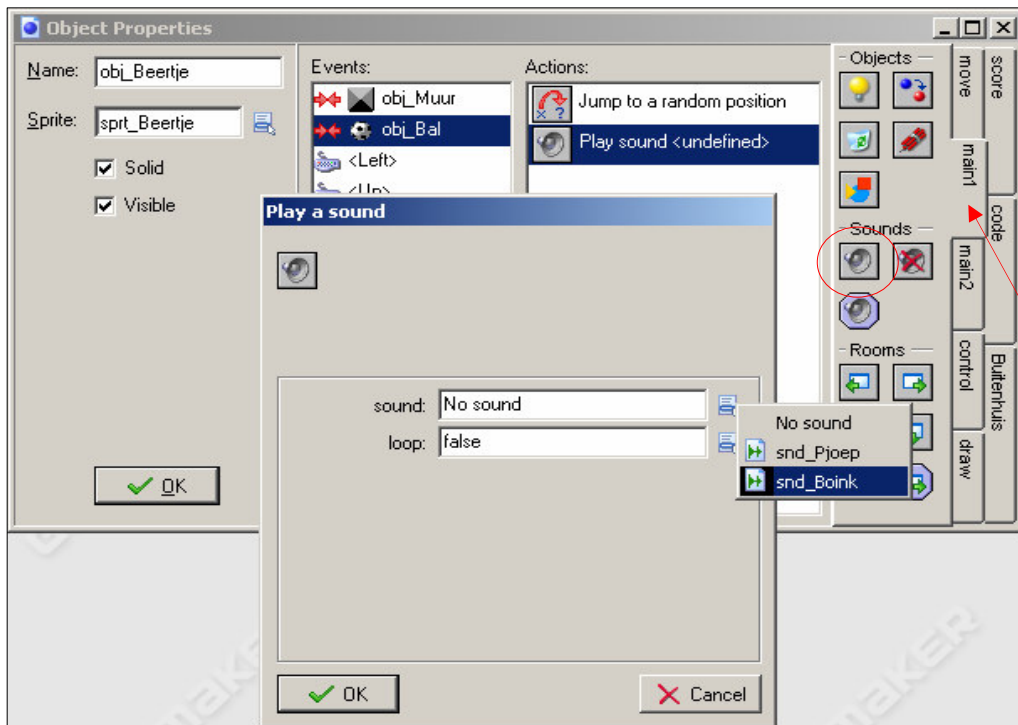 Object Properties
Name: obj_Beertje
Sprite: sprt_Beertje
Solid
Visible
OK
Events:
obj_Muur
obj_Bal
<Left>
<Up>
Actions:
Jump to a random position
Play sound <undefined>
Objects
Sounds
Rooms
move
main1
main2
control
draw
score
code
Buitenhuis
Play a sound
sound: No sound
loop: false
No sound
snd_Pjoep
snd_Boink
OK
Cancel